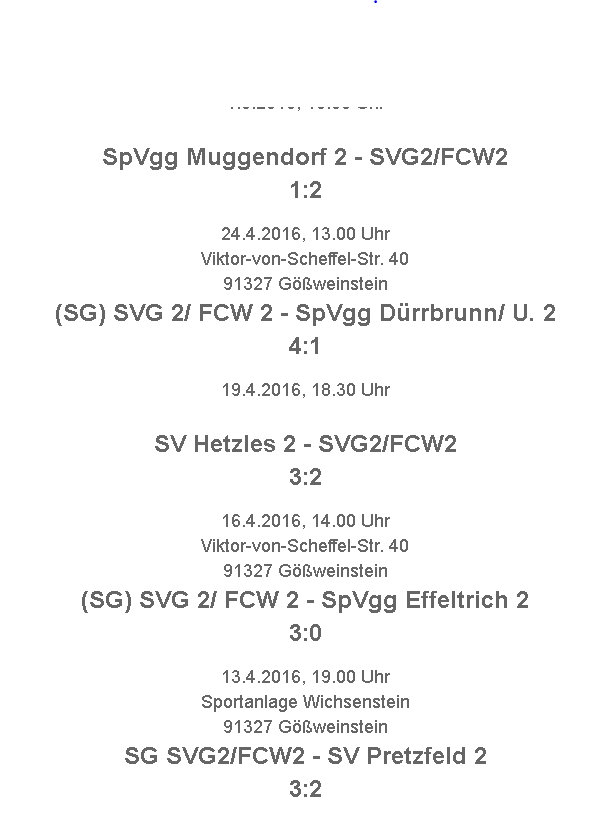 SpVgg Muggendorf 2 - SVG2/FCW2
1:2
24.4.2016, 13.00 Uhr
Viktor-von-Scheffel-Str. 40
91327 Gößweinstein
(SG) SVG 2/ FCW 2 - SpVgg Dürrbrunn/ U. 2
4:1
19.4.2016, 18.30 Uhr
SV Hetzles 2 - SVG2/FCW2
3:2
16.4.2016, 14.00 Uhr
Viktor-von-Scheffel-Str. 40
91327 Gößweinstein
(SG) SVG 2/ FCW 2 - SpVgg Effeltrich 2
3:0
13.4.2016, 19.00 Uhr
Sportanlage Wichsenstein
91327 Gößweinstein
SG SVG2/FCW2 - SV Pretzfeld 2
3:2